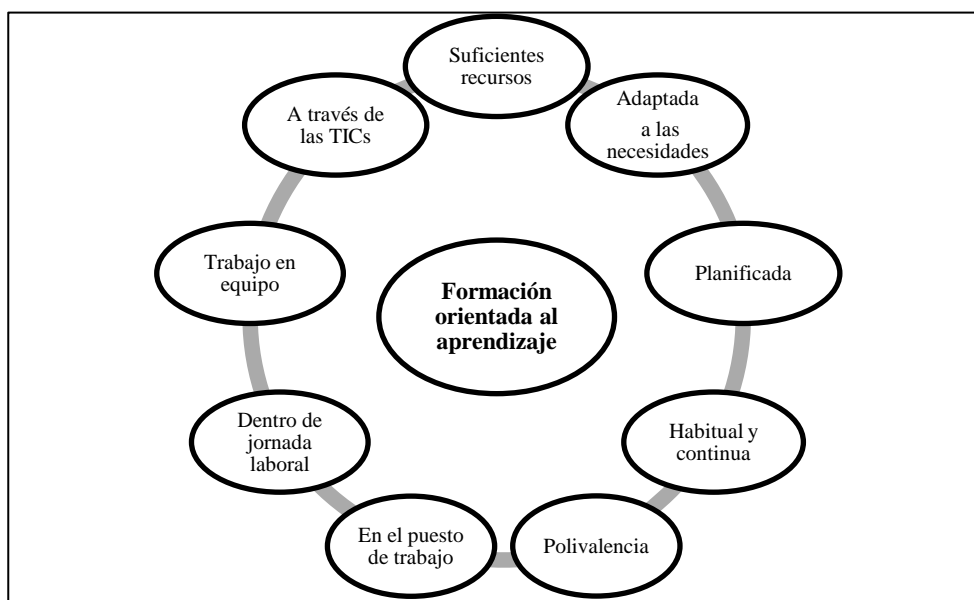 Suficientes
recursos
Adaptada
a las
necesidades
Planificada
Habitual y
continua
Polivalencia
En el puesto
de trabajo
Dentro de
jornada
laboral
Trabajo en
equipo
A través de
las TICs
Formación
orientada al
aprendizaje